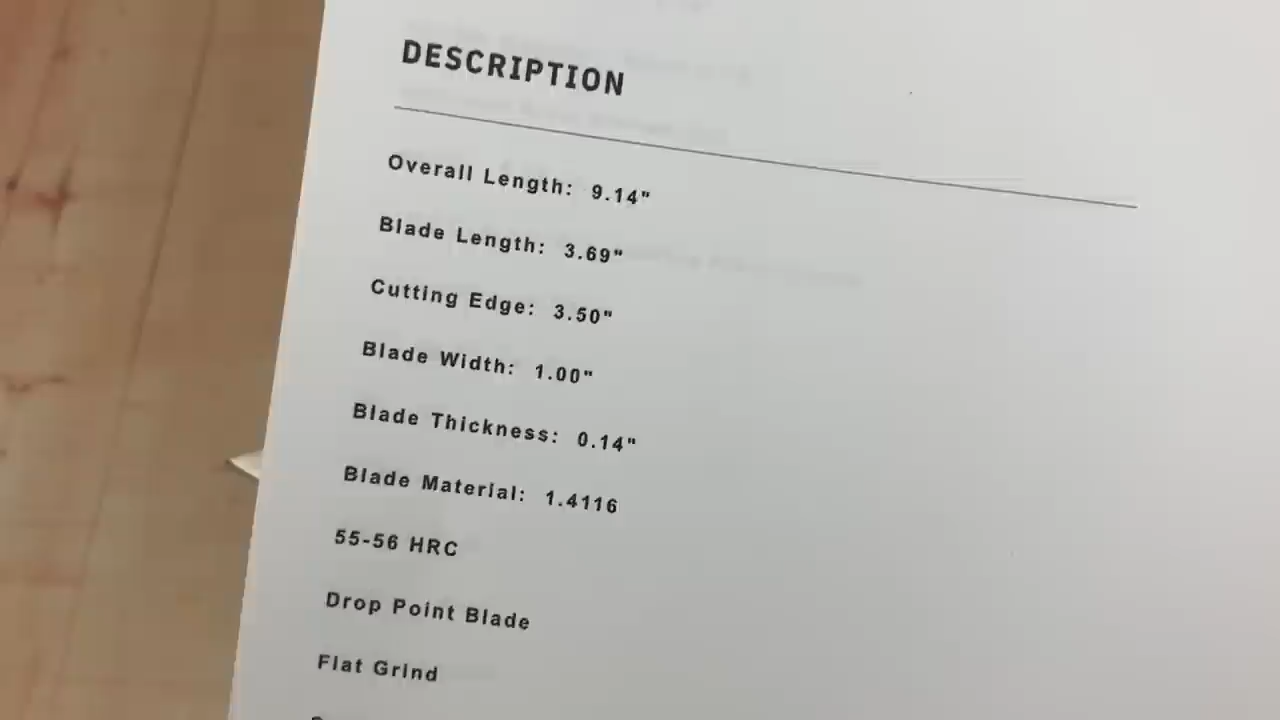 DESCRIPTION
Overall Length: 9.14"
Blade Length: 3.69"
Cutting Edge: 3.50"
Blade Width: 1.00"
Blade Thickness: 0.14"
Blade Material: 1.4116
55-56 HRC
Drop Point Blade
Flat Grind